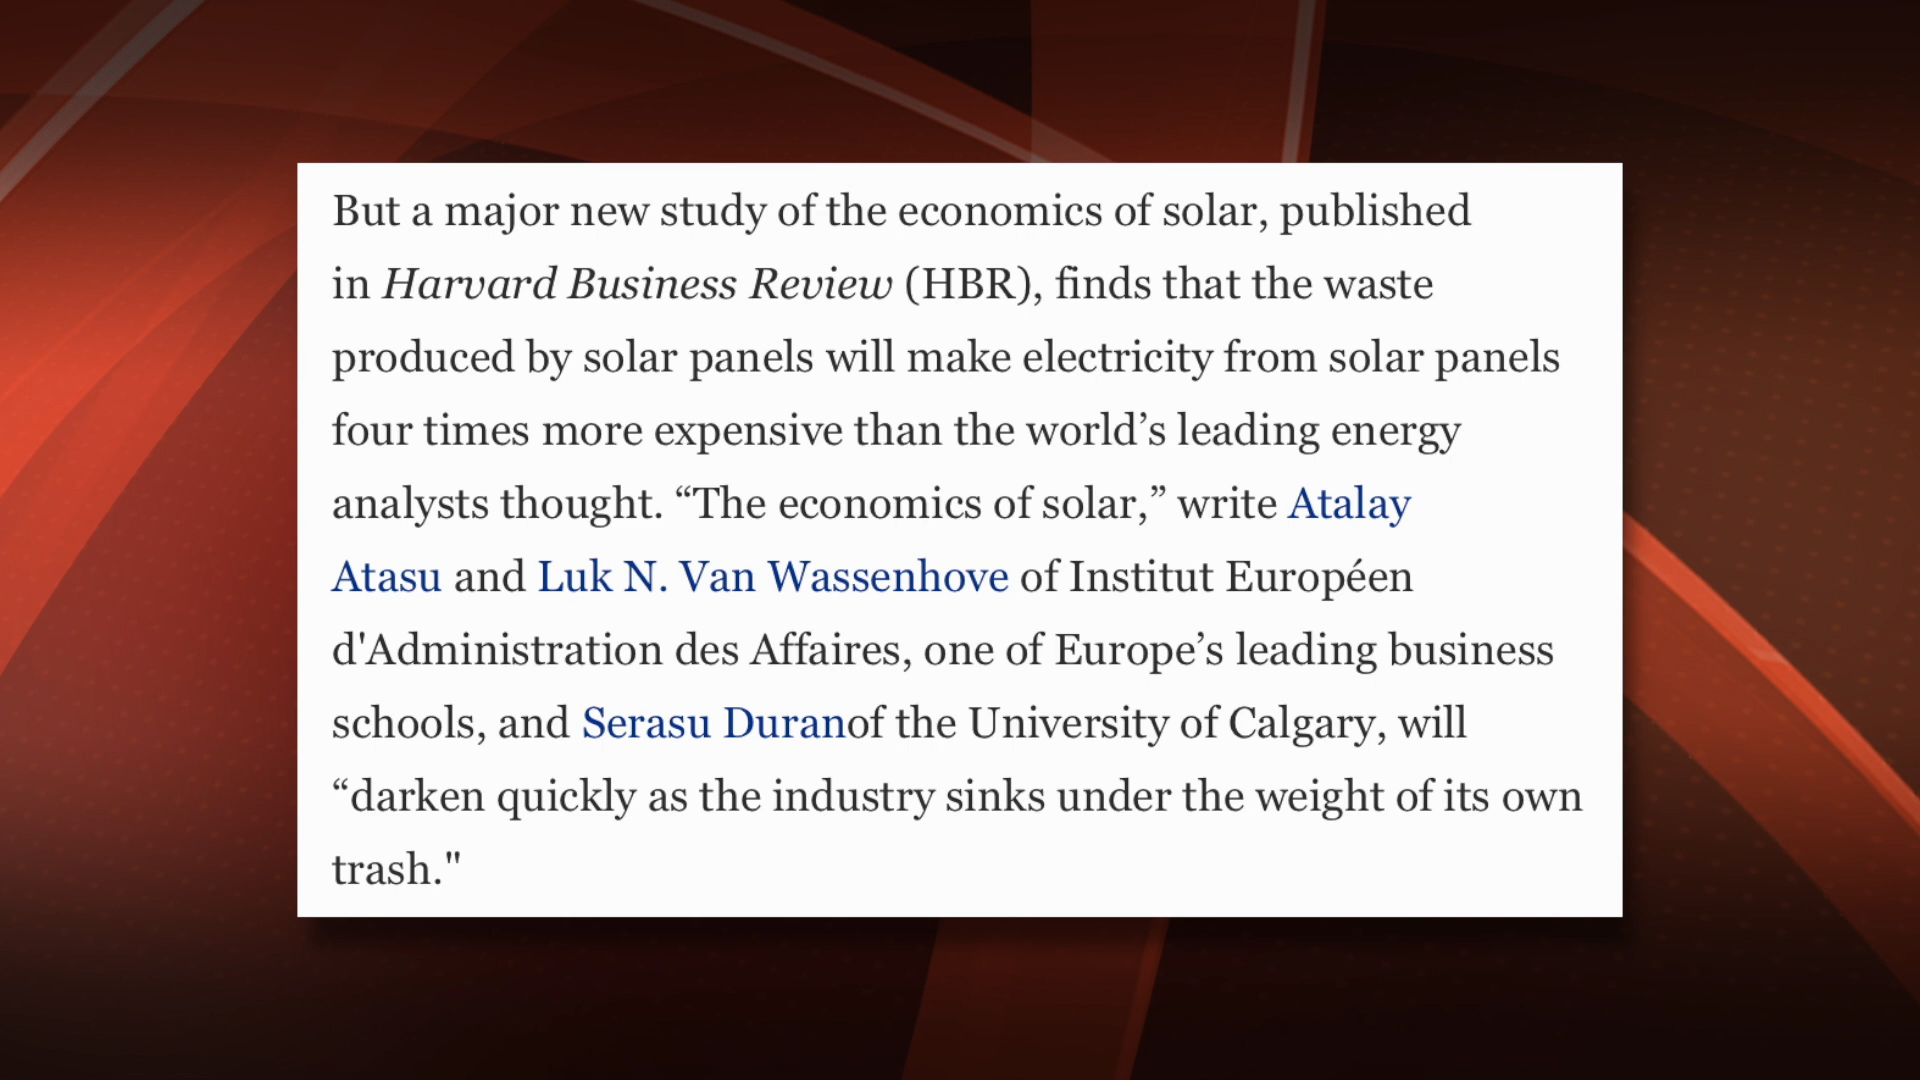 But a major new study of the economics of solar, published
in Harvard Business Review (HBR), finds that the waste
produced by solar panels will make electricity from solar panels
four times more expensive than the world’s leading energy
analysts thought. “The economics of solar,” write Atalay
Atasu and Luk N. Van Wassenhove of Institut Européen
d'Administration des Affaires, one of Europe’s leading business
schools, and Serasu Duranof the University of Calgary, will
“darken quickly as the industry sinks under the weight of its own
trash."